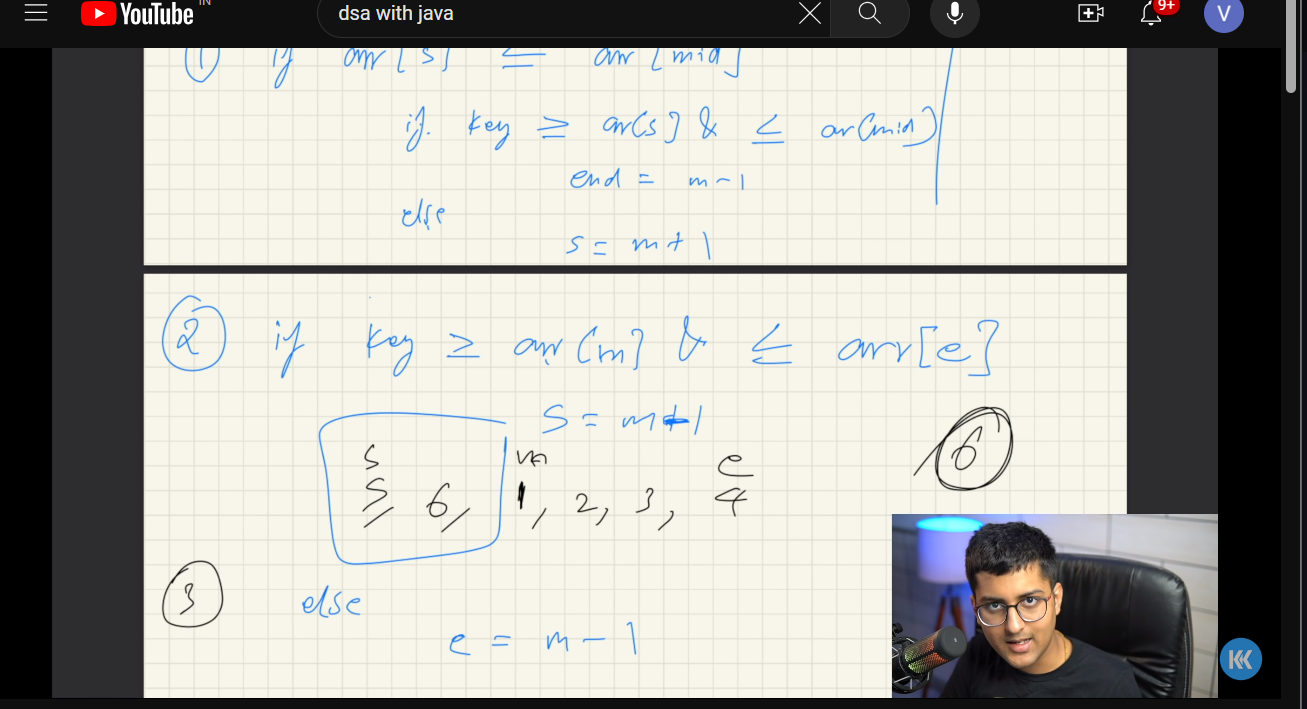 YouTube IN
dsa with java
9+
V
① if arr[s] ≤ arr[mid]
if key ≥ arr[s] & ≤ arr[mid]
end = m-1
else
s = m+1
② if key ≥ arr[m] & ≤ arr[e]
s = m+1
6
s m e
5, 6, 1, 2, 3, 4
③ else
e = m-1
KK